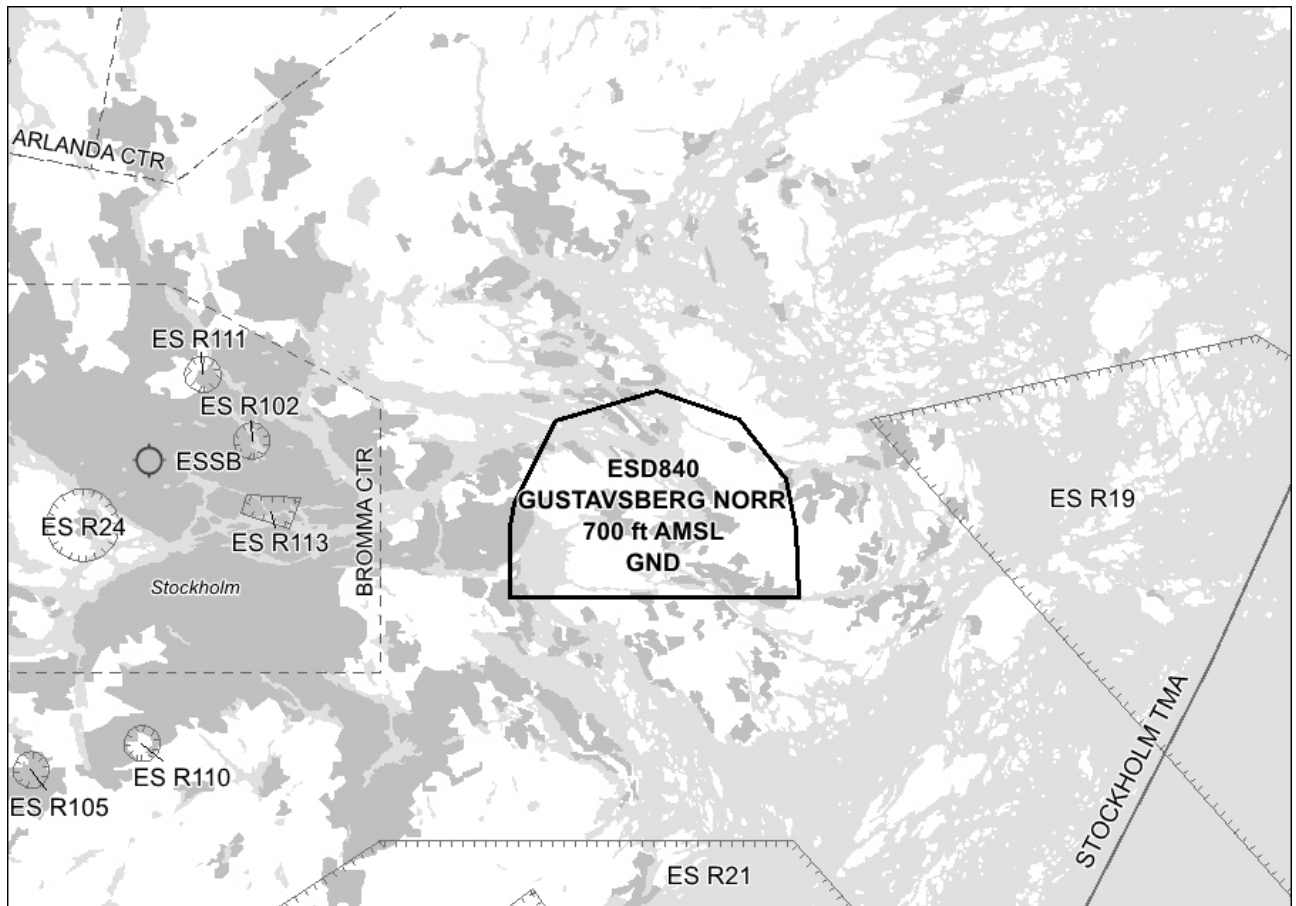 ARLANDA CTR
ES R111
ES R102
ESSB
ES R24
ES R113
Stockholm
BROMMA CTR
ESD840
GUSTAVSBERG NORR
700 ft AMSL
GND
ES R19
STOCKHOLM TMA
ES R110
ES R105
ES R21